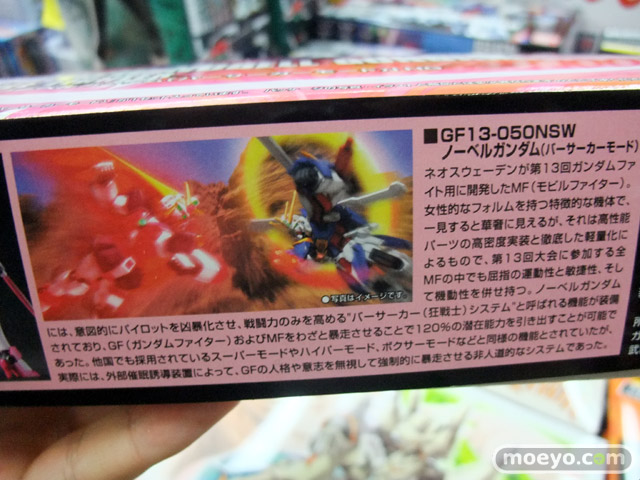 ■GF13-050NSW
ノーベルガンダム(バーサーカーモード)
ネオスウェーデンが第13回ガンダムファ
イト用に開発したMF(モビルファイター)。
女性的なフォルムを持つ特徴的な機体で、
一見すると華奢に見えるが、それは高性能
パーツの高密度実装と徹底した軽量化に
よるもので、第13回大会に参加する全
MFの中でも屈指の運動性と敏捷性、そし
て機動性を併せ持つ。ノーベルガンダム
●写真はイメージです。
には、意図的にパイロットを凶暴化させ、戦闘力のみを高める"バーサーカー(狂戦士)システム"と呼ばれる機能が装備
されており、GF(ガンダムファイター)およびMFをわざと暴走させることで120%の潜在能力を引き出すことが可能で
あった。他国でも採用されているスーパーモードやハイパーモード、ボクサーモードなどと同様の機能とされていたが、
実際には、外部催眠誘導装置によって、GFの人格や意志を無視して強制的に暴走させる非人道的なシステムであった。
moeyo.com